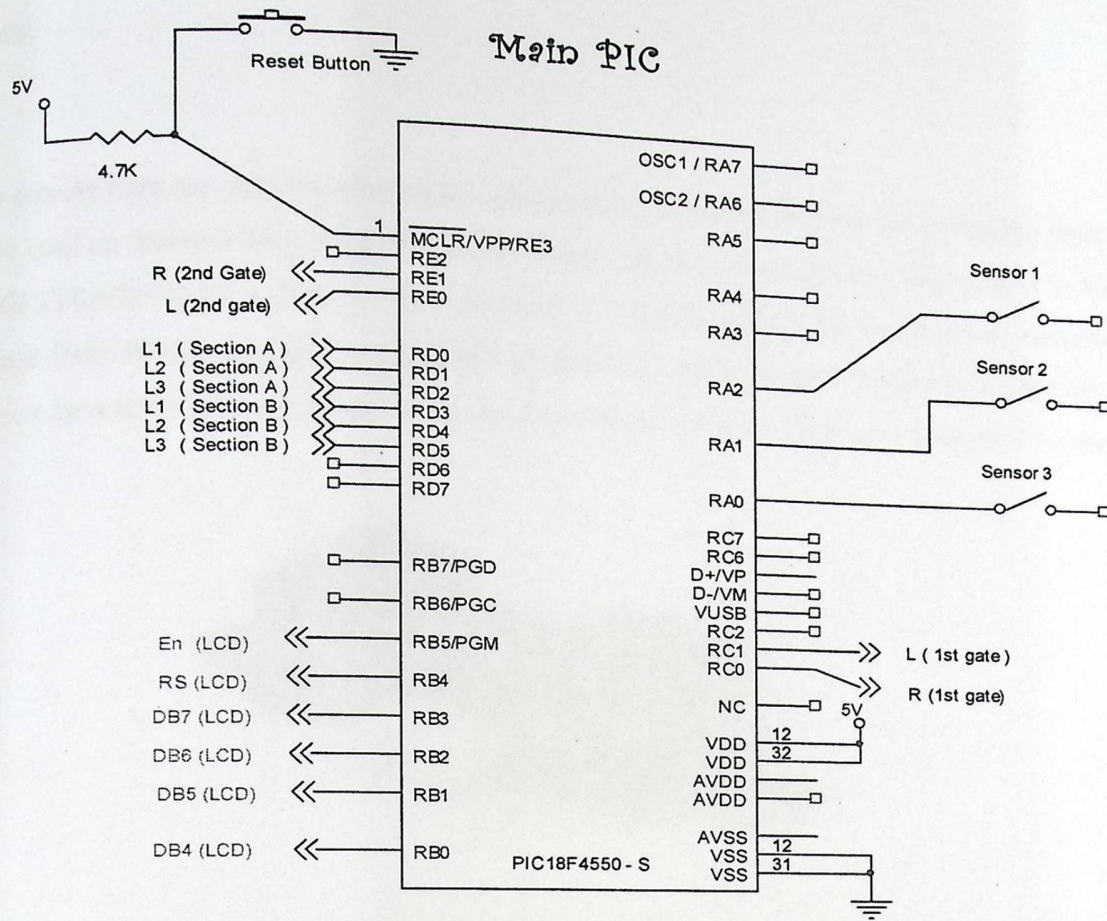 Main PIC
Reset Button
5V
4.7K
1
MCLR/VPP/RE3
RE2
R (2nd Gate)
RE1
L (2nd gate)
RE0
L1 ( Section A )
RD0
L2 ( Section A )
RD1
L3 ( Section A )
RD2
L1 ( Section B )
RD3
L2 ( Section B )
RD4
L3 ( Section B )
RD5
RD6
RD7
RB7/PGD
RB6/PGC
En (LCD)
RB5/PGM
RS (LCD)
RB4
DB7 (LCD)
RB3
DB6 (LCD)
RB2
DB5 (LCD)
RB1
DB4 (LCD)
RB0
PIC18F4550 - S
OSC1 / RA7
OSC2 / RA6
RA5
RA4
RA3
Sensor 1
RA2
Sensor 2
RA1
Sensor 3
RA0
RC7
RC6
D+/VP
D-/VM
VUSB
RC2
RC1
L ( 1st gate )
RC0
R (1st gate)
NC
5V
VDD 12
VDD 32
AVDD
AVDD
AVSS
VSS 12
VSS 31